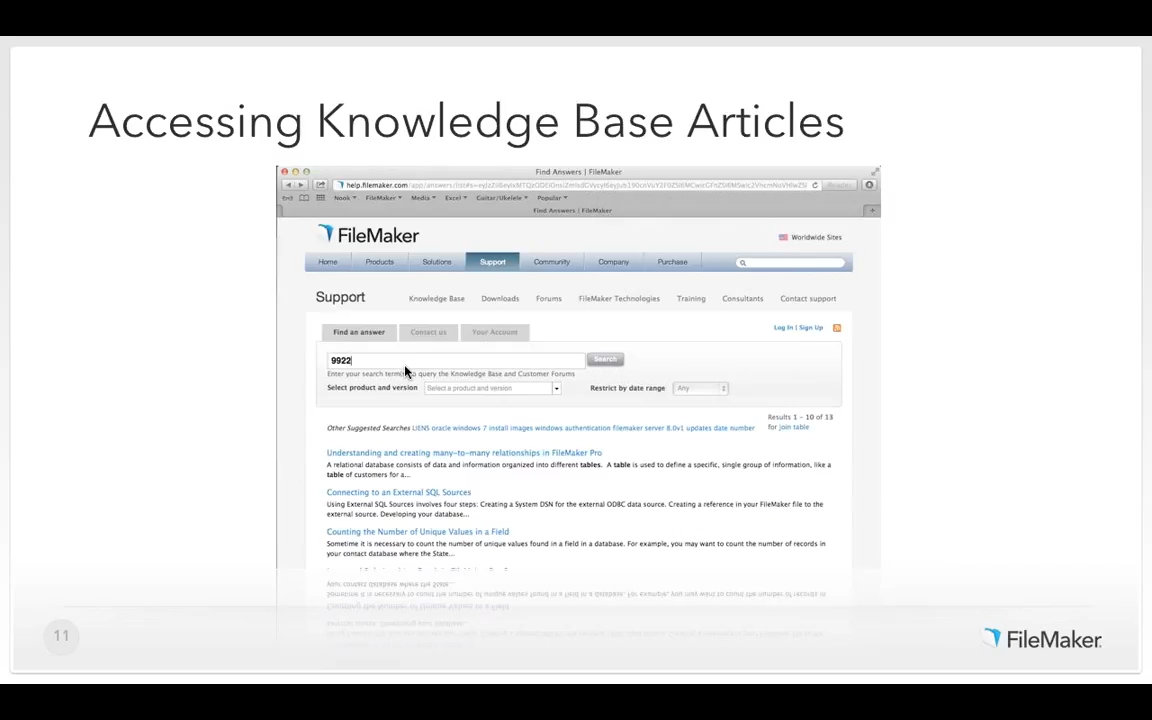 Accessing Knowledge Base Articles
Find Answers | FileMaker
help.filemaker.com
Reader
Nook FileMaker Media Excel Guitar/Ukelele Popular
Find Answers | FileMaker
FileMaker
Worldwide Sites
Home Products Solutions Support Community Company Purchase
Support Knowledge Base Downloads Forums FileMaker Technologies Training Consultants Contact support
Find an answer Contact us Your Account
Log In | Sign Up
9922 Search
Enter your search terms to query the Knowledge Base and Customer Forums
Select product and version Select a product and version Restrict by date range Any
Results 1 - 10 of 13
for join table
Other Suggested Searches LIENS oracle windows 7 install images windows authentication filemaker server 8.0v1 updates date number
Understanding and creating many-to-many relationships in FileMaker Pro
A relational database consists of data and information organized into different tables. A table is used to define a specific, single group of information, like a
table of customers for a...
Connecting to an External SQL Sources
Using External SQL Sources involves four steps: Creating a System DSN for the external ODBC data source. Creating a reference in your FileMaker file to the
external source. Developing your database...
Counting the Number of Unique Values in a Field
Sometime it is necessary to count the number of unique values found in a field in a database. For example, you may want to count the number of records in
your contact database where the State...
11
FileMaker.